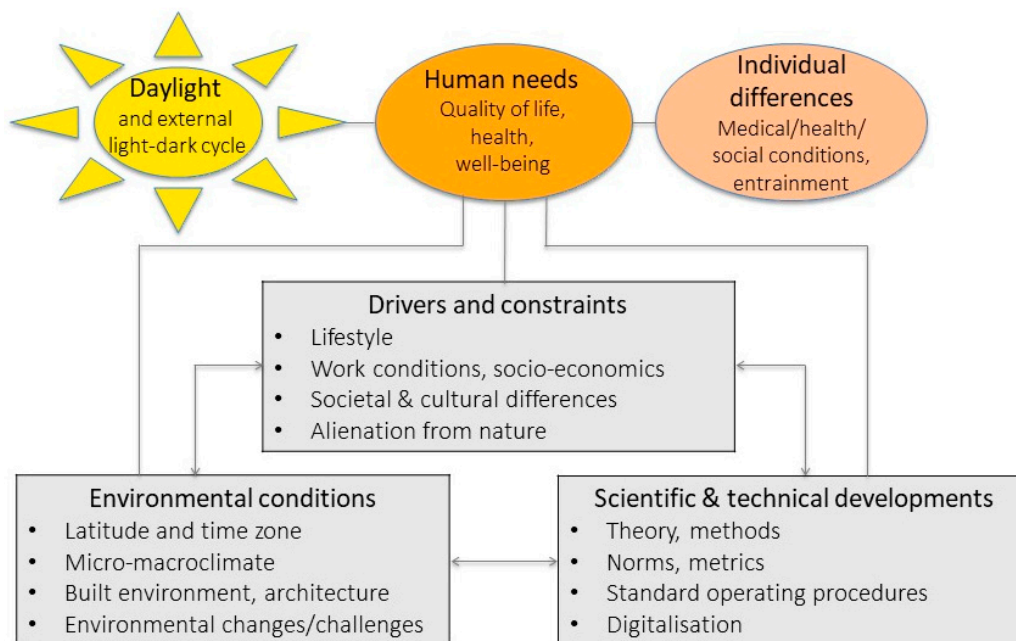 Daylight
and external
light-dark cycle
Human needs
Quality of life,
health,
well-being
Individual
differences
Medical/health/
social conditions,
entrainment
Drivers and constraints
• Lifestyle
• Work conditions, socio-economics
• Societal & cultural differences
• Alienation from nature
Environmental conditions
• Latitude and time zone
• Micro-macroclimate
• Built environment, architecture
• Environmental changes/challenges
Scientific & technical developments
• Theory, methods
• Norms, metrics
• Standard operating procedures
• Digitalisation